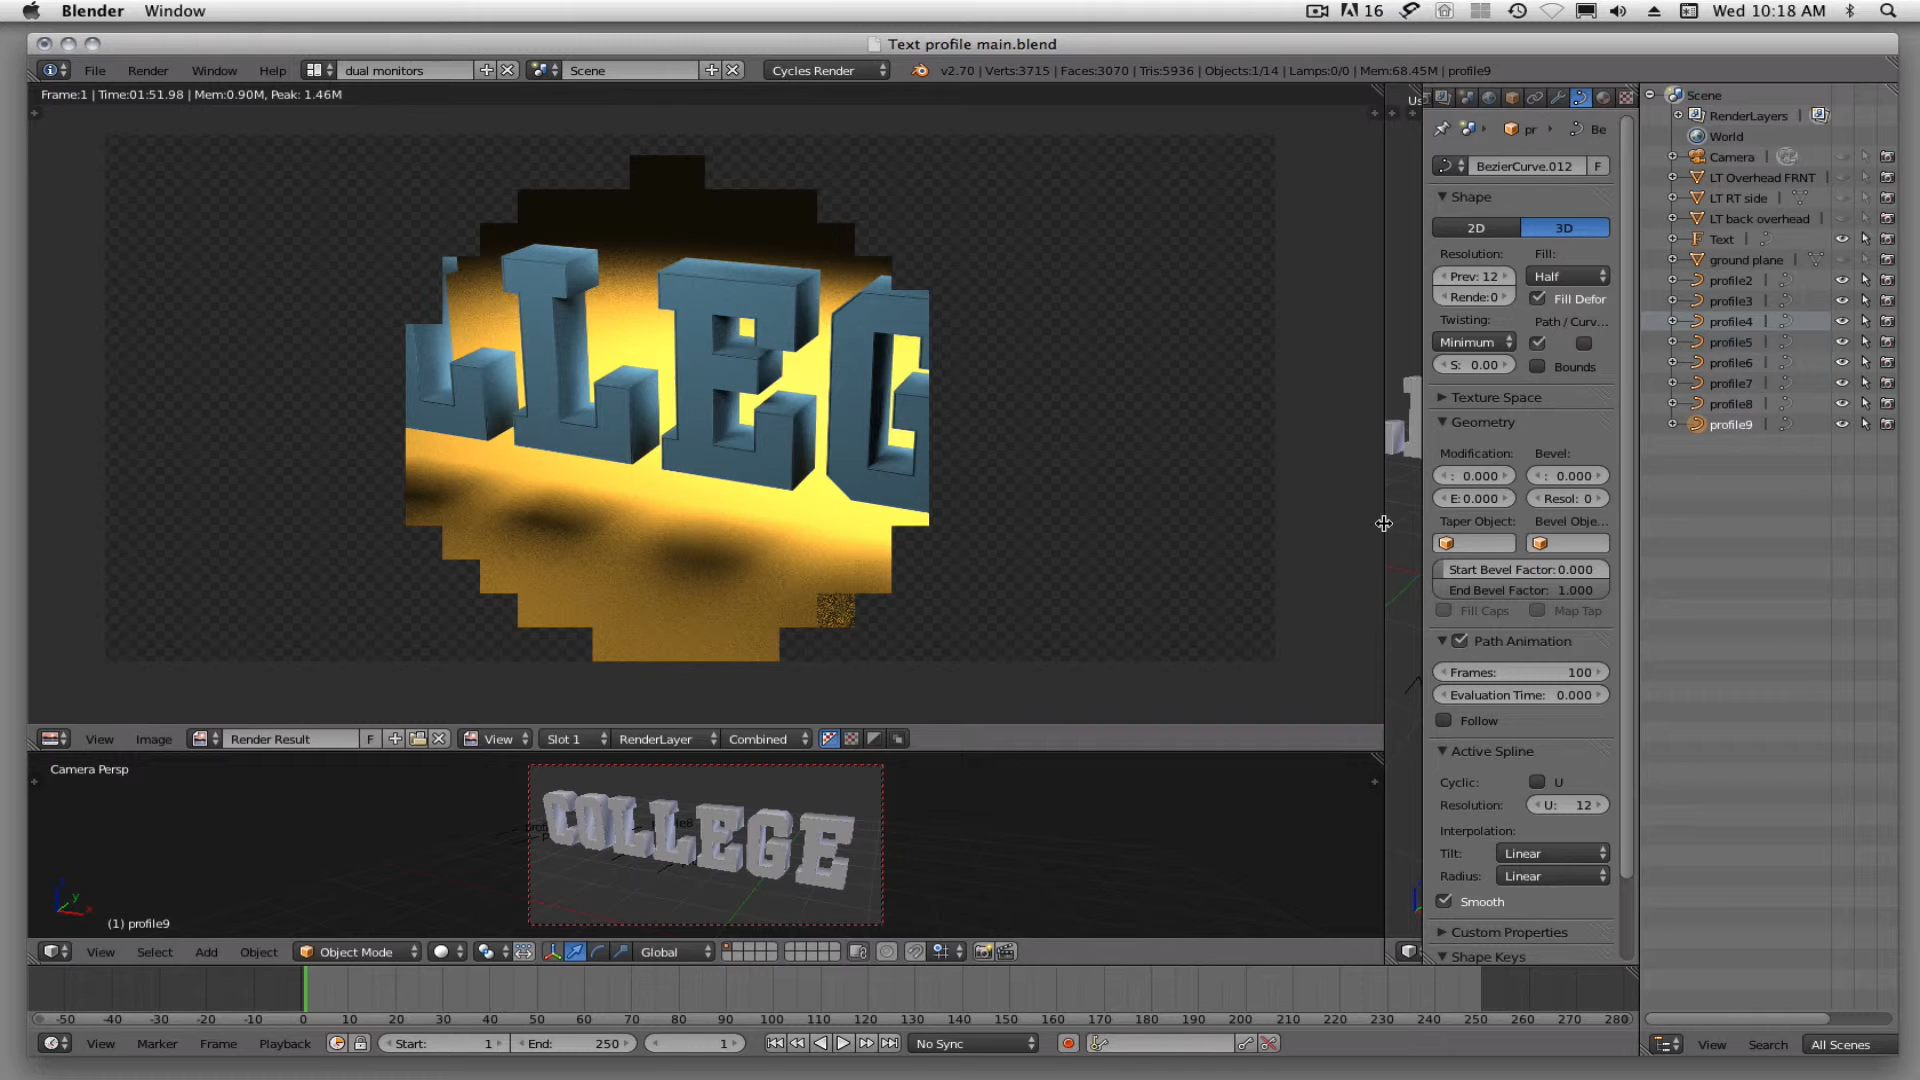 Blender Window 16 Wed 10:18 AM
Text profile main.blend
File Render Window Help dual monitors Scene Cycles Render v2.70 | Verts:3715 | Faces:3070 | Tris:5936 | Objects:1/14 | Lamps:0/0 | Mem:68.45M | profile9
Frame:1 | Time:01:51.98 | Mem:0.90M, Peak: 1.46M
LLEG
View Image Render Result F View Slot 1 RenderLayer Combined
Camera Persp
COLLEGE
(1) profile9
View Select Add Object Object Mode Global
Us
pr Be
BezierCurve.012 F
Shape
2D 3D
Resolution: Fill:
Prev: 12 Half
Rende:0 Fill Defor
Twisting: Path / Curv...
Minimum
S: 0.00 Bounds
Texture Space
Geometry
Modification: Bevel:
: 0.000 : 0.000
E: 0.000 Resol: 0
Taper Object: Bevel Obje...
Start Bevel Factor: 0.000
End Bevel Factor: 1.000
Fill Caps Map Tap
Path Animation
Frames: 100
Evaluation Time: 0.000
Follow
Active Spline
Cyclic: U
Resolution: U: 12
Interpolation:
Tilt: Linear
Radius: Linear
Smooth
Custom Properties
Shape Keys
Scene
RenderLayers |
World
Camera |
LT Overhead FRNT |
LT RT side |
LT back overhead |
Text |
ground plane |
profile2 |
profile3 |
profile4 |
profile5 |
profile6 |
profile7 |
profile8 |
profile9 |
-50 -40 -30 -20 -10 0 10 20 30 40 50 60 70 80 90 100 110 120 130 140 150 160 170 180 190 200 210 220 230 240 250 260 270 280
View Marker Frame Playback Start: 1 End: 250 1 No Sync
View Search All Scenes